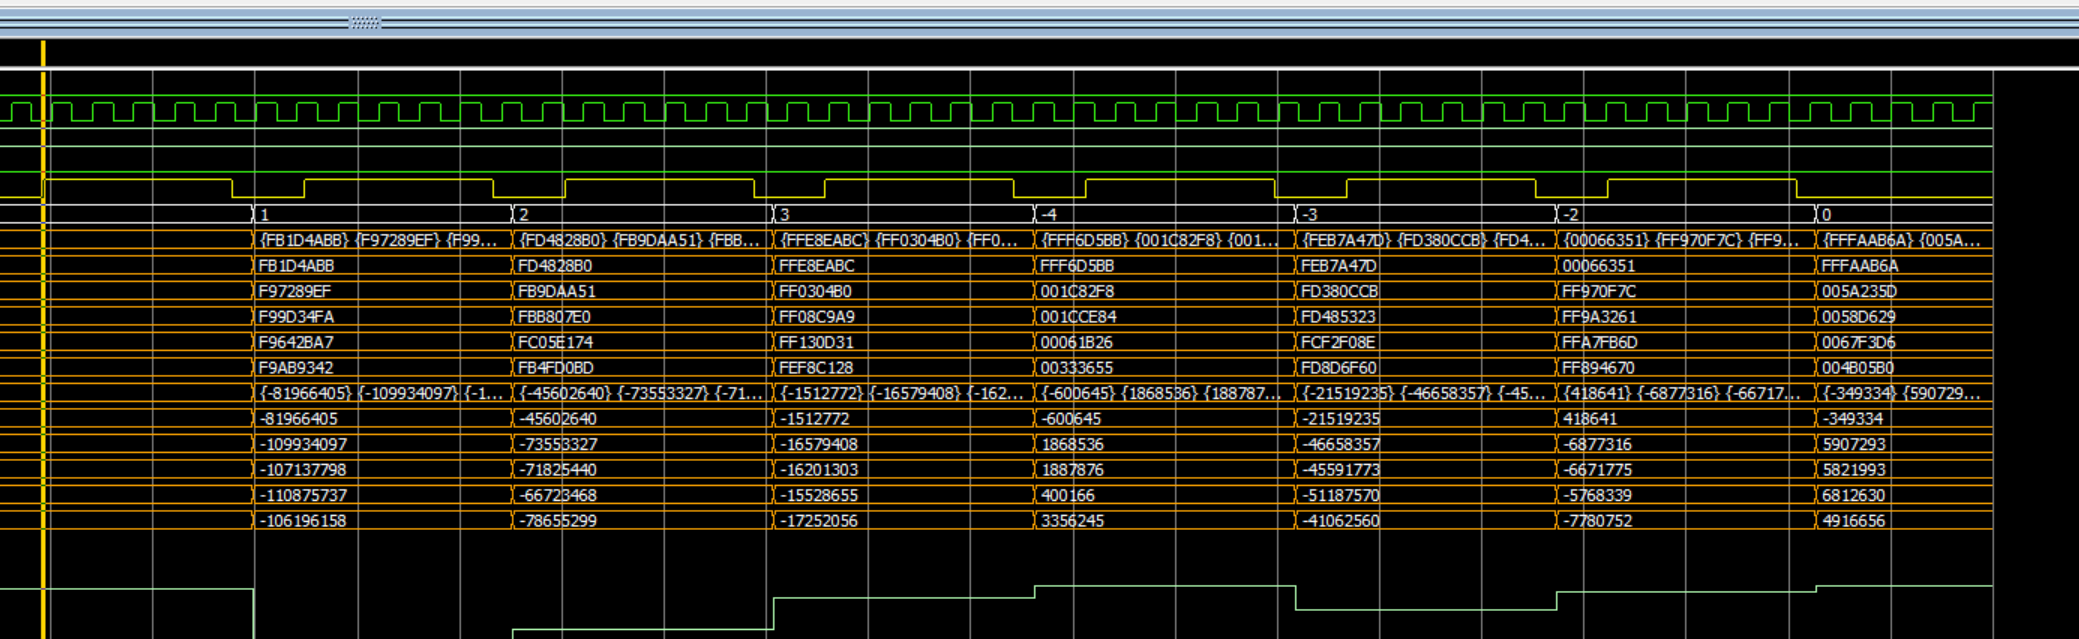 1 2 3 -4 -3 -2 0
{FB1D4ABB} {F97289EF} {F99... {FD4828B0} {FB9DAA51} {FBB... {FFE8EABC} {FF0304B0} {FF0... {FFF6D5BB} {001C82F8} {001... {FEB7A47D} {FD380CCB} {FD4... {00066351} {FF970F7C} {FF9... {FFFAAB6A} {005A...
FB1D4ABB FD4828B0 FFE8EABC FFF6D5BB FEB7A47D 00066351 FFFAAB6A
F97289EF FB9DAA51 FF0304B0 001C82F8 FD380CCB FF970F7C 005A235D
F99D34FA FBB807E0 FF08C9A9 001CCE84 FD485323 FF9A3261 0058D629
F9642BA7 FC05E174 FF130D31 00061B26 FCF2F08E FFA7FB6D 0067F3D6
F9AB9342 FB4FD0BD FEF8C128 00333655 FD8D6F60 FF894670 004B05B0
{-81966405} {-109934097} {-1... {-45602640} {-73553327} {-71... {-1512772} {-16579408} {-162... {-600645} {1868536} {188787... {-21519235} {-46658357} {-45... {418641} {-6877316} {-66717... {-349334} {590729...
-81966405 -45602640 -1512772 -600645 -21519235 418641 -349334
-109934097 -73553327 -16579408 1868536 -46658357 -6877316 5907293
-107137798 -71825440 -16201303 1887876 -45591773 -6671775 5821993
-110875737 -66723468 -15528655 400166 -51187570 -5768339 6812630
-106196158 -78655299 -17252056 3356245 -41062560 -7780752 4916656